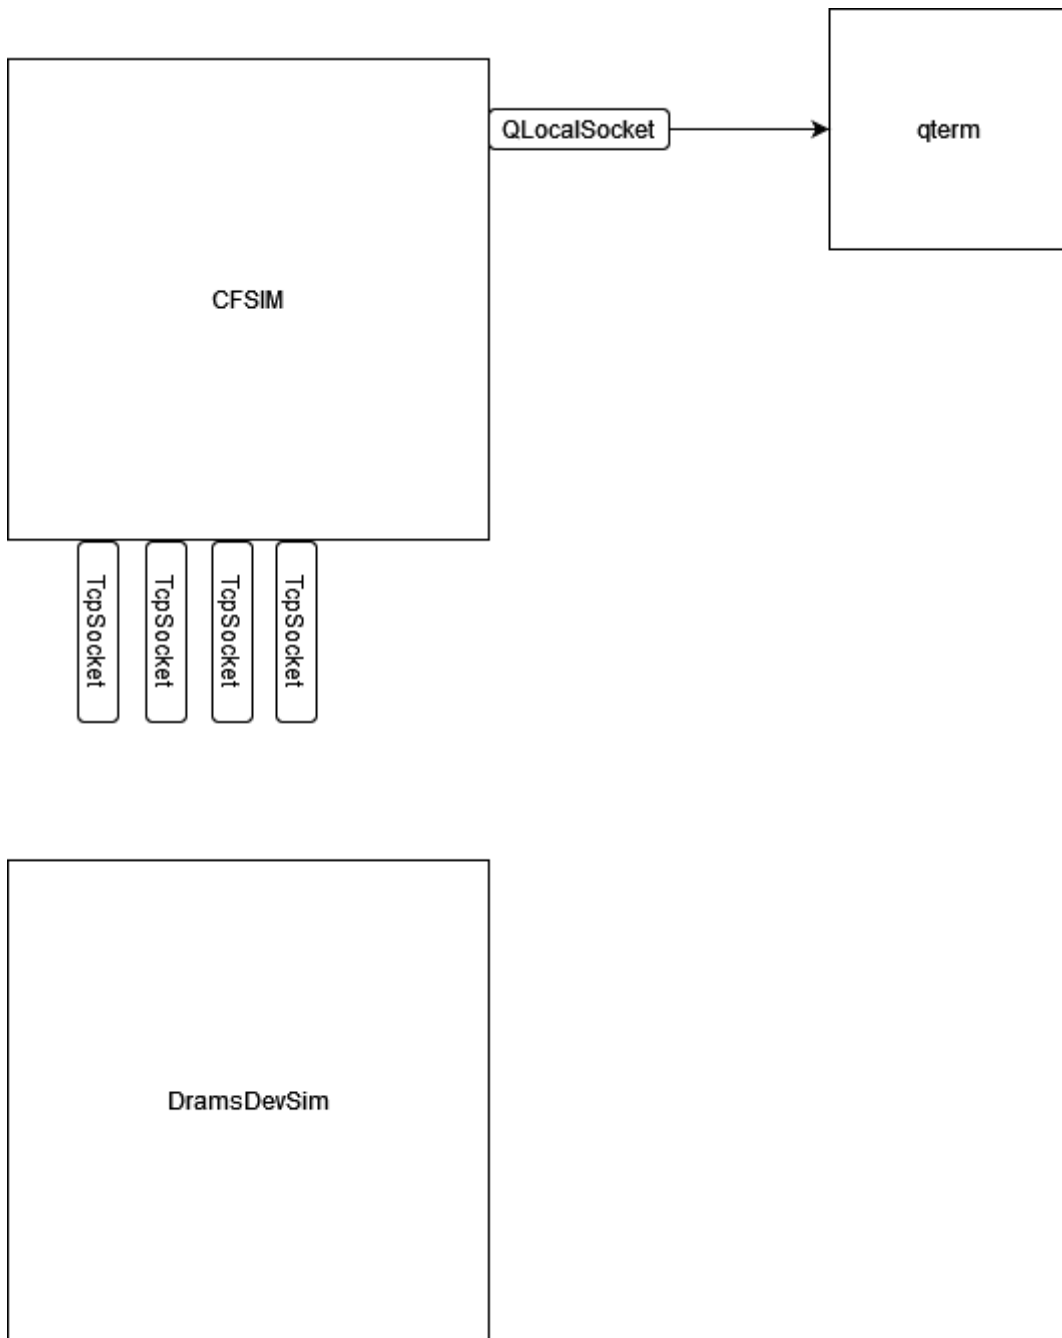 QLocalSocket
qterm
CFSIM
TcpSocket
TcpSocket
TcpSocket
TcpSocket
DramsDevSim